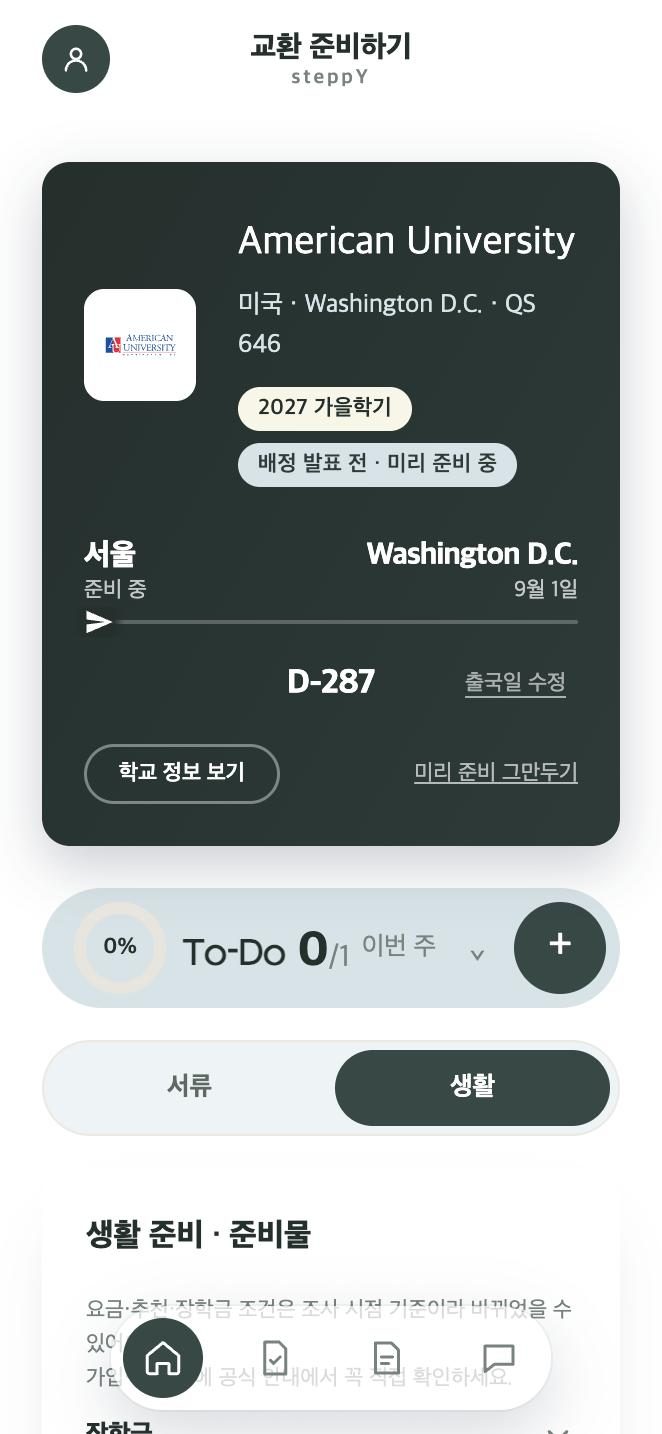 교환 준비하기
steppY
American University
미국 · Washington D.C. · QS
646
AMERICAN
UNIVERSITY
2027 가을학기
배정 발표 전 · 미리 준비 중
서울
Washington D.C.
준비 중
9월 1일
D-287
출국일 수정
학교 정보 보기
미리 준비 그만두기
0%
To-Do 0/1 이번 주
+
서류
생활
생활 준비 · 준비물
요금·추천·장학금 조건은 조사 시점 기준이라 바뀌었을 수
있어
가입 에 공식 안내에서 꼭 직접 확인하세요.
장학금